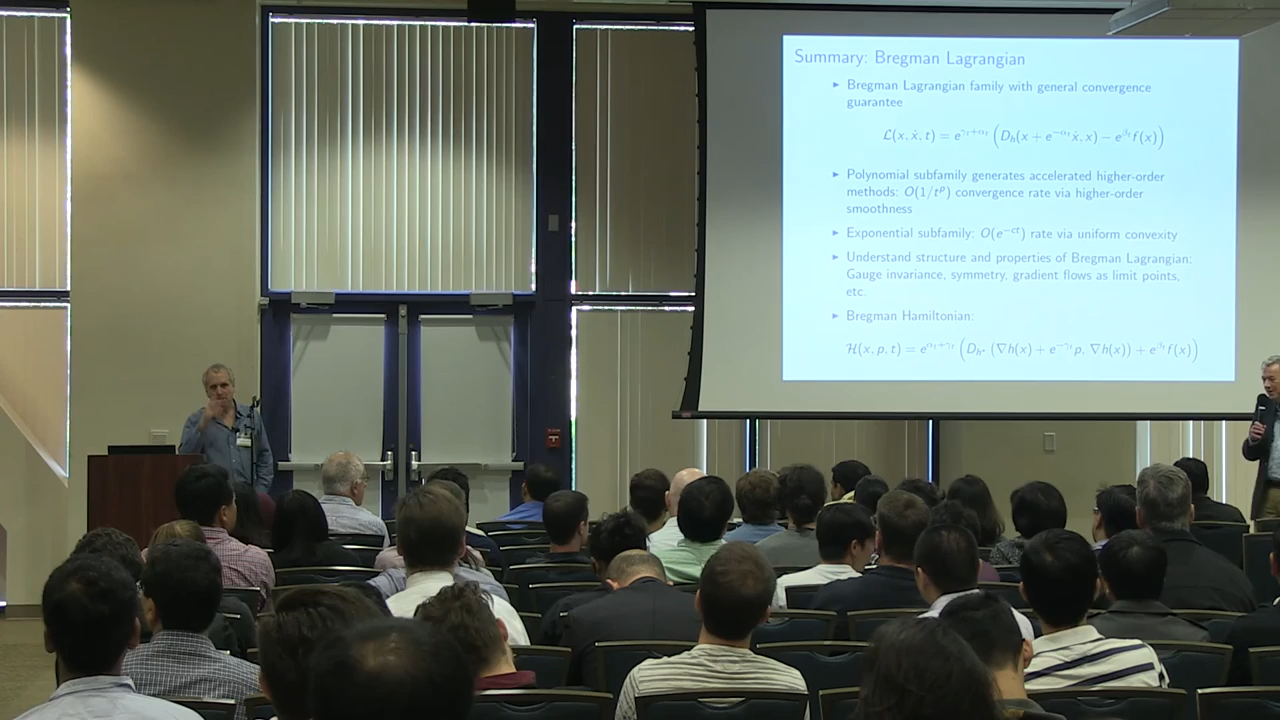 Summary: Bregman Lagrangian
▶ Bregman Lagrangian family with general convergence
guarantee
ℒ(x, ẋ, t) = e^{γ_t+α_t} ( D_h(x + e^{−α_t} ẋ, x) − e^{β_t} f(x) )
▶ Polynomial subfamily generates accelerated higher-order
methods: O(1/t^p) convergence rate via higher-order
smoothness
▶ Exponential subfamily: O(e^{−ct}) rate via uniform convexity
▶ Understand structure and properties of Bregman Lagrangian:
Gauge invariance, symmetry, gradient flows as limit points,
etc.
▶ Bregman Hamiltonian:
ℋ(x, p, t) = e^{α_t+γ_t} ( D_{h*} (∇h(x) + e^{−γ_t} p, ∇h(x)) + e^{β_t} f(x) )